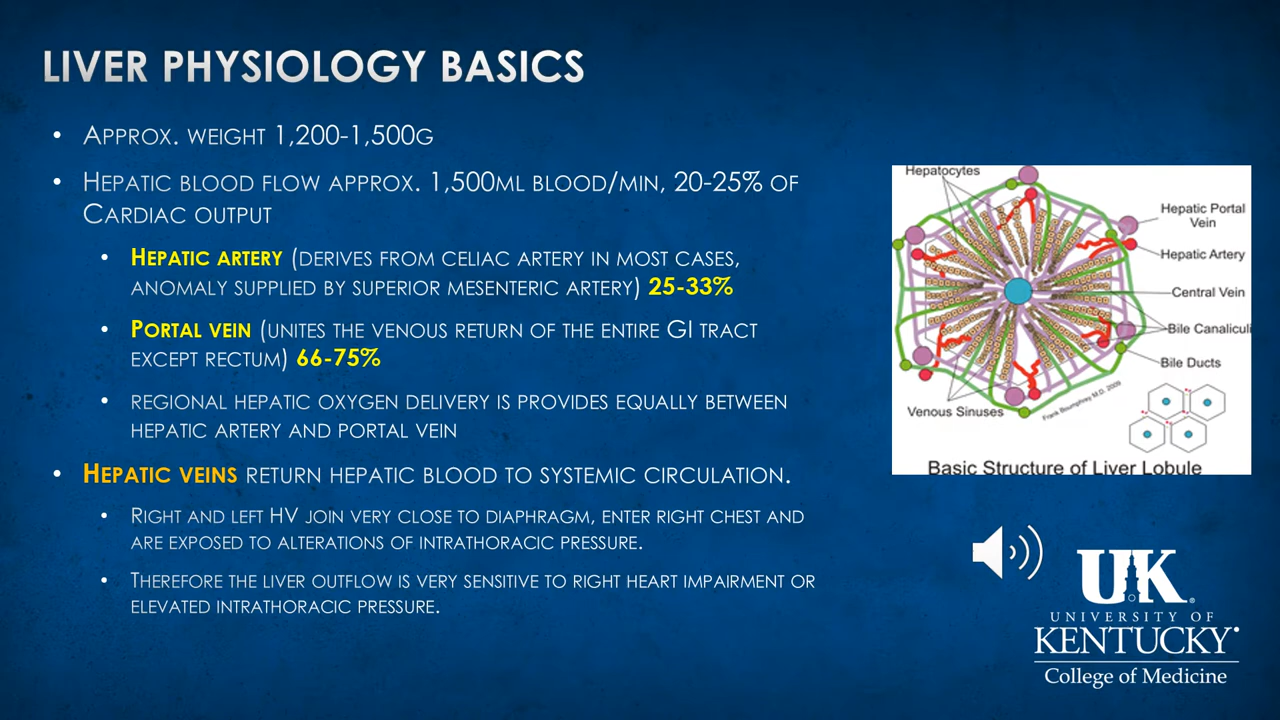 LIVER PHYSIOLOGY BASICS
• APPROX. WEIGHT 1,200-1,500G
• HEPATIC BLOOD FLOW APPROX. 1,500ML BLOOD/MIN, 20-25% OF
CARDIAC OUTPUT
• HEPATIC ARTERY (DERIVES FROM CELIAC ARTERY IN MOST CASES,
ANOMALY SUPPLIED BY SUPERIOR MESENTERIC ARTERY) 25-33%
• PORTAL VEIN (UNITES THE VENOUS RETURN OF THE ENTIRE GI TRACT
EXCEPT RECTUM) 66-75%
• REGIONAL HEPATIC OXYGEN DELIVERY IS PROVIDES EQUALLY BETWEEN
HEPATIC ARTERY AND PORTAL VEIN
• HEPATIC VEINS RETURN HEPATIC BLOOD TO SYSTEMIC CIRCULATION.
• RIGHT AND LEFT HV JOIN VERY CLOSE TO DIAPHRAGM, ENTER RIGHT CHEST AND
ARE EXPOSED TO ALTERATIONS OF INTRATHORACIC PRESSURE.
• THEREFORE THE LIVER OUTFLOW IS VERY SENSITIVE TO RIGHT HEART IMPAIRMENT OR
ELEVATED INTRATHORACIC PRESSURE.
Hepatocytes
Hepatic Portal
Vein
Hepatic Artery
Central Vein
Bile Canaliculi
Bile Ducts
Venous Sinuses
Frank Boumphrey M.D. 2009
Basic Structure of Liver Lobule
UK
UNIVERSITY OF
KENTUCKY
College of Medicine